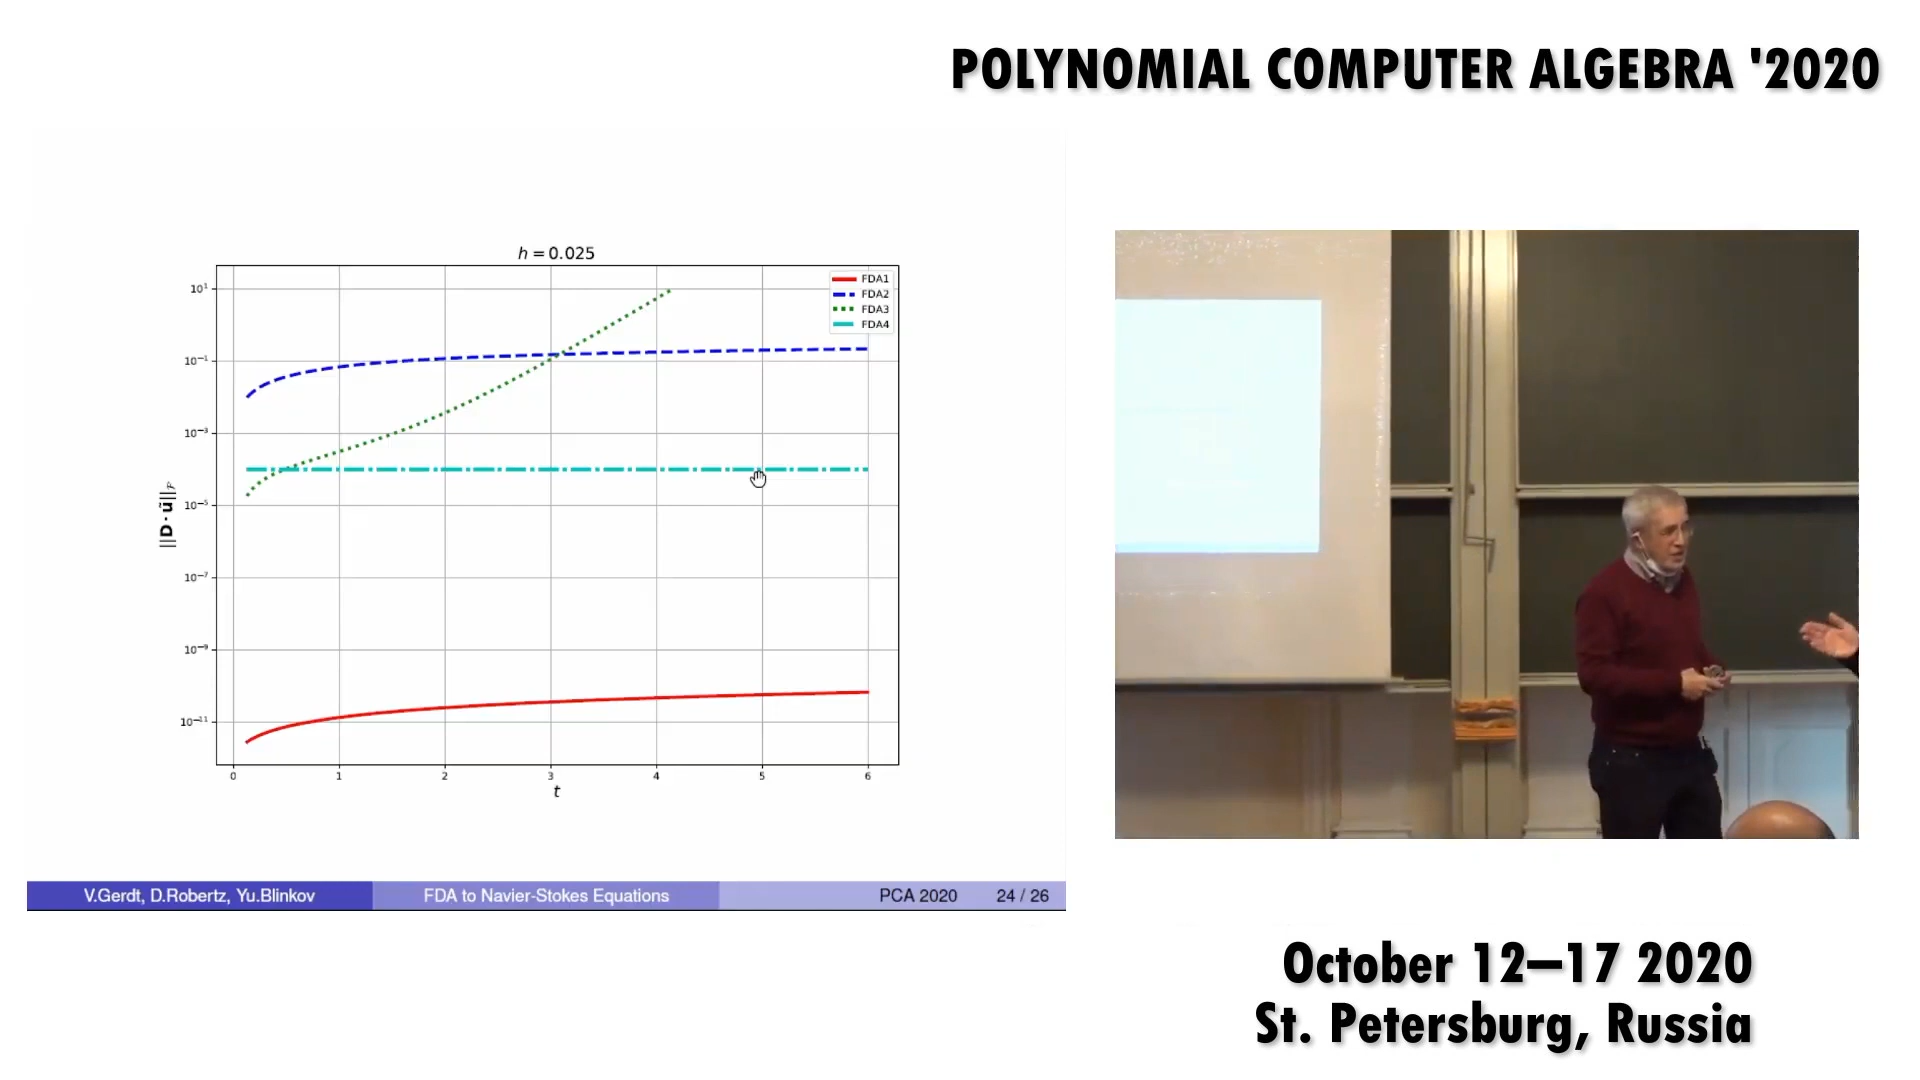 POLYNOMIAL COMPUTER ALGEBRA '2020
h = 0.025
FDA1
FDA2
FDA3
FDA4
10¹
10⁻¹
10⁻³
10⁻⁵
10⁻⁷
10⁻⁹
10⁻¹¹
||D · ũ||_F
0 1 2 3 4 5 6
t
V.Gerdt, D.Robertz, Yu.Blinkov FDA to Navier-Stokes Equations PCA 2020 24 / 26
October 12–17 2020
St. Petersburg, Russia